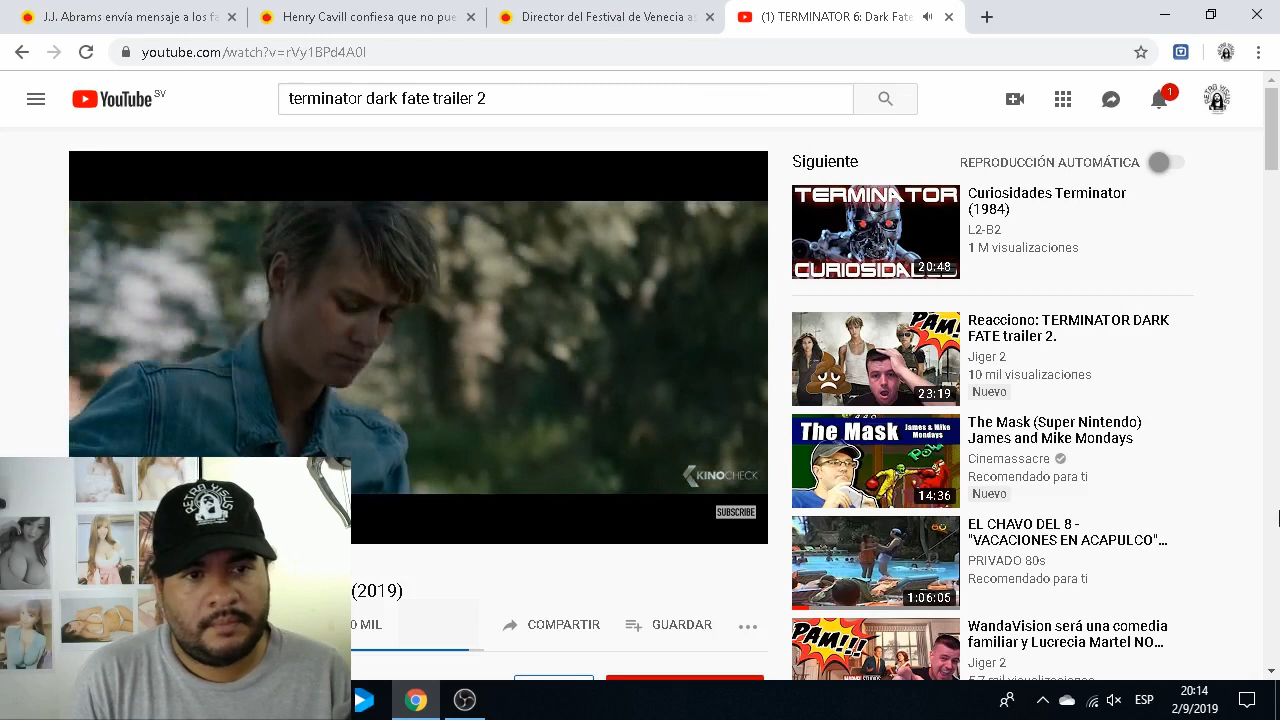 J.J. Abrams envía mensaje a los fa
Henry Cavill confiesa que no pue
Director del Festival de Venecia as
(1) TERMINATOR 6: Dark Fate
youtube.com/watch?v=rVy1BPd4A0I
YouTube SV
terminator dark fate trailer 2
1
KINOCHECK
SUBSCRIBE
(2019)
0 MIL
COMPARTIR
GUARDAR
Siguiente
REPRODUCCIÓN AUTOMÁTICA
TERMINATOR
CURIOSIDADES
20:48
Curiosidades Terminator
(1984)
L2-B2
1 M visualizaciones
PAM!
23:19
Reacciono: TERMINATOR DARK
FATE trailer 2.
Jiger 2
10 mil visualizaciones
Nuevo
The Mask
James & Mike
Mondays
14:36
The Mask (Super Nintendo)
James and Mike Mondays
Cinemassacre
Recomendado para ti
Nuevo
1:06:05
EL CHAVO DEL 8 -
"VACACIONES EN ACAPULCO"...
PRIVADO 80s
Recomendado para ti
PAM!!!
WandaVision será una comedia
familiar y Lucrecia Martel NO...
Jiger 2
ESP
20:14
2/9/2019